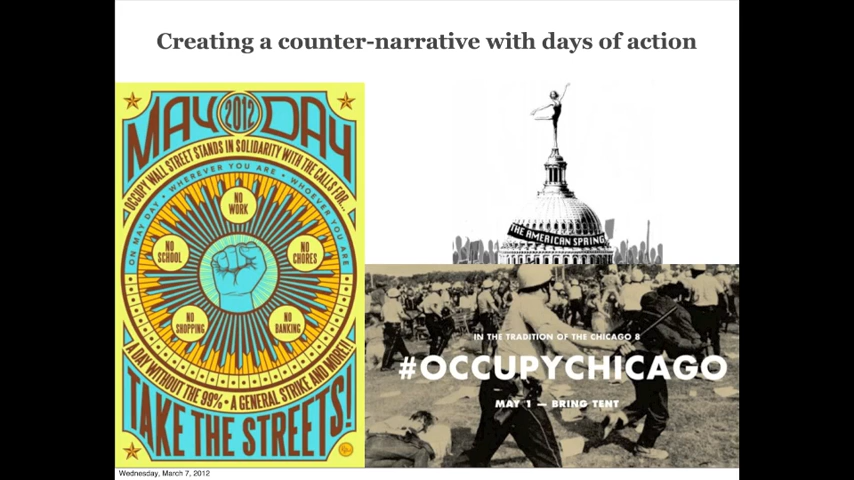 Creating a counter-narrative with days of action
MAY 2012 DAY
OCCUPY WALL STREET STANDS IN SOLIDARITY WITH THE CALLS FOR...
ON MAY DAY • WHEREVER YOU ARE • WHOEVER YOU ARE
NO WORK
NO SCHOOL
NO CHORES
NO SHOPPING
NO BANKING
A DAY WITHOUT THE 99% • A GENERAL STRIKE AND MORE!!
TAKE THE STREETS!
THE AMERICAN SPRING
IN THE TRADITION OF THE CHICAGO 8
#OCCUPYCHICAGO
MAY 1 — BRING TENT
Wednesday, March 7, 2012